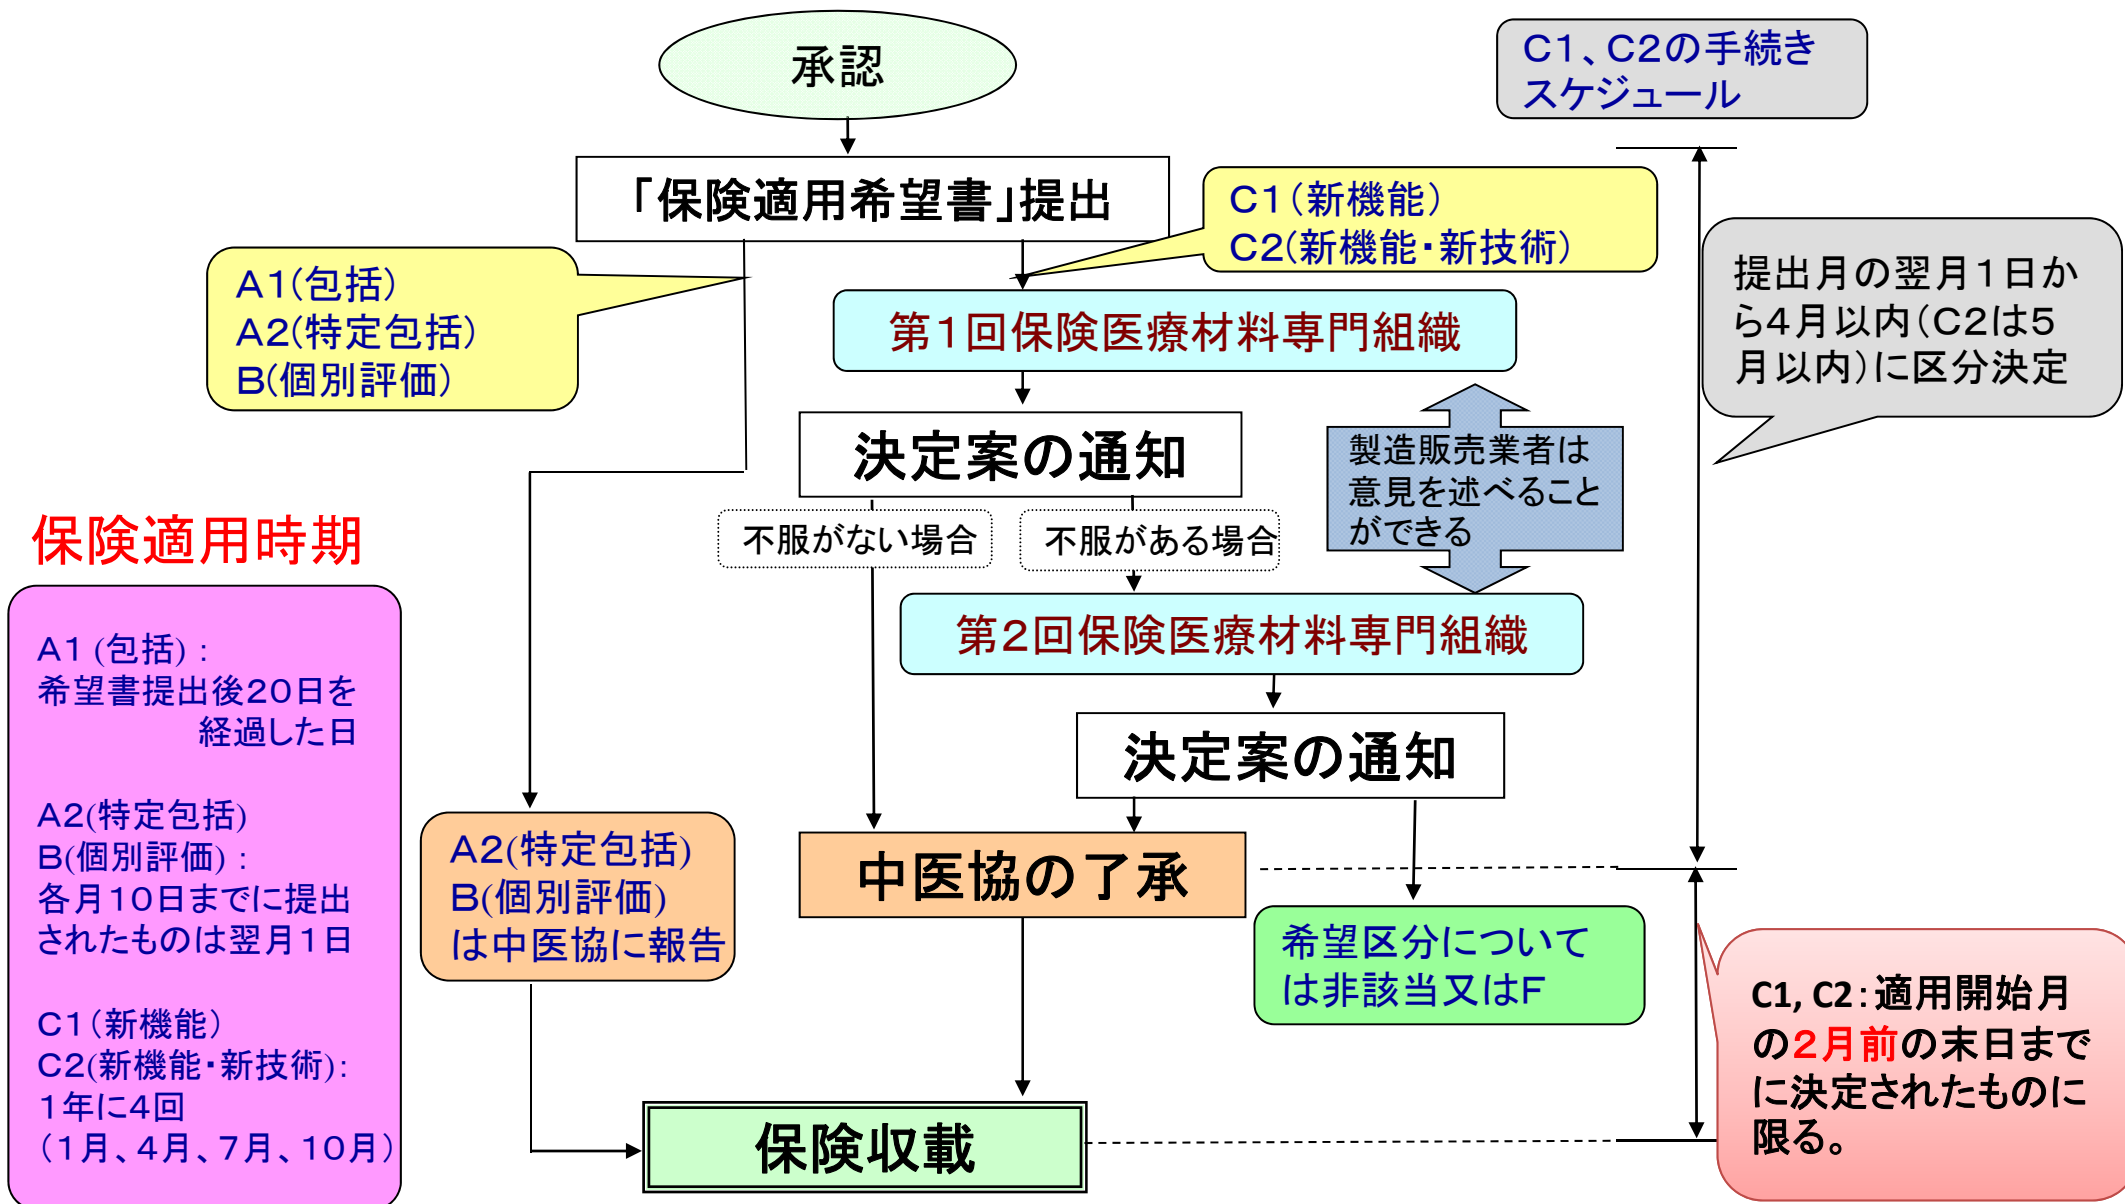 承認
C1、C2の手続き
スケジュール
「保険適用希望書」提出
C1(新機能)
C2(新機能・新技術)
A1(包括)
A2(特定包括)
B(個別評価)
提出月の翌月1日か
ら4月以内(C2は5
月以内)に区分決定
第1回保険医療材料専門組織
決定案の通知
製造販売業者は
意見を述べること
ができる
不服がない場合
不服がある場合
保険適用時期
第2回保険医療材料専門組織
A1(包括):
希望書提出後20日を
経過した日
A2(特定包括)
B(個別評価):
各月10日までに提出
されたものは翌月1日
C1(新機能)
C2(新機能・新技術):
1年に4回
(1月、4月、7月、10月)
決定案の通知
A2(特定包括)
B(個別評価)
は中医協に報告
中医協の了承
希望区分について
は非該当又はF
C1, C2:適用開始月
の2月前の末日まで
に決定されたものに
限る。
保険収載